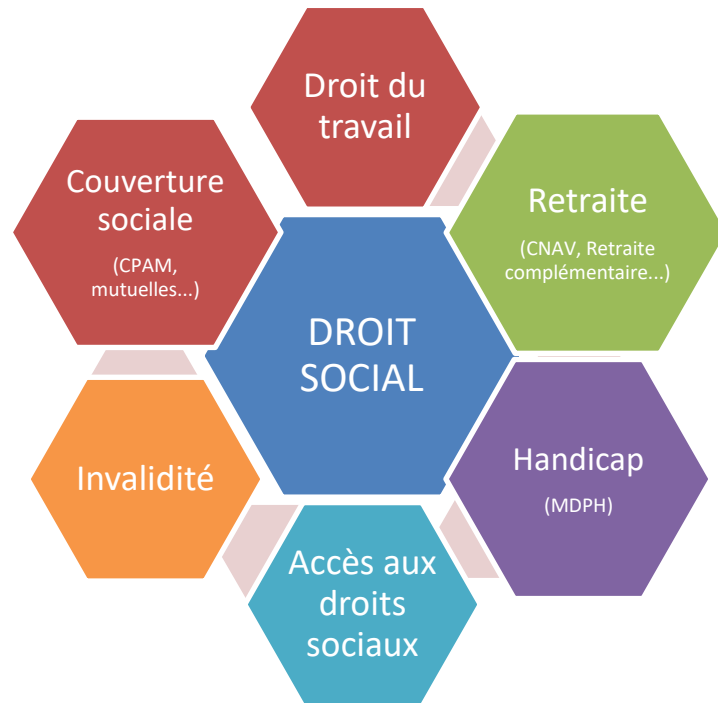 Droit du
travail
Couverture
sociale
(CPAM,
mutuelles...)
Retraite
(CNAV, Retraite
complémentaire...)
DROIT
SOCIAL
Invalidité
Handicap
(MDPH)
Accès aux
droits
sociaux